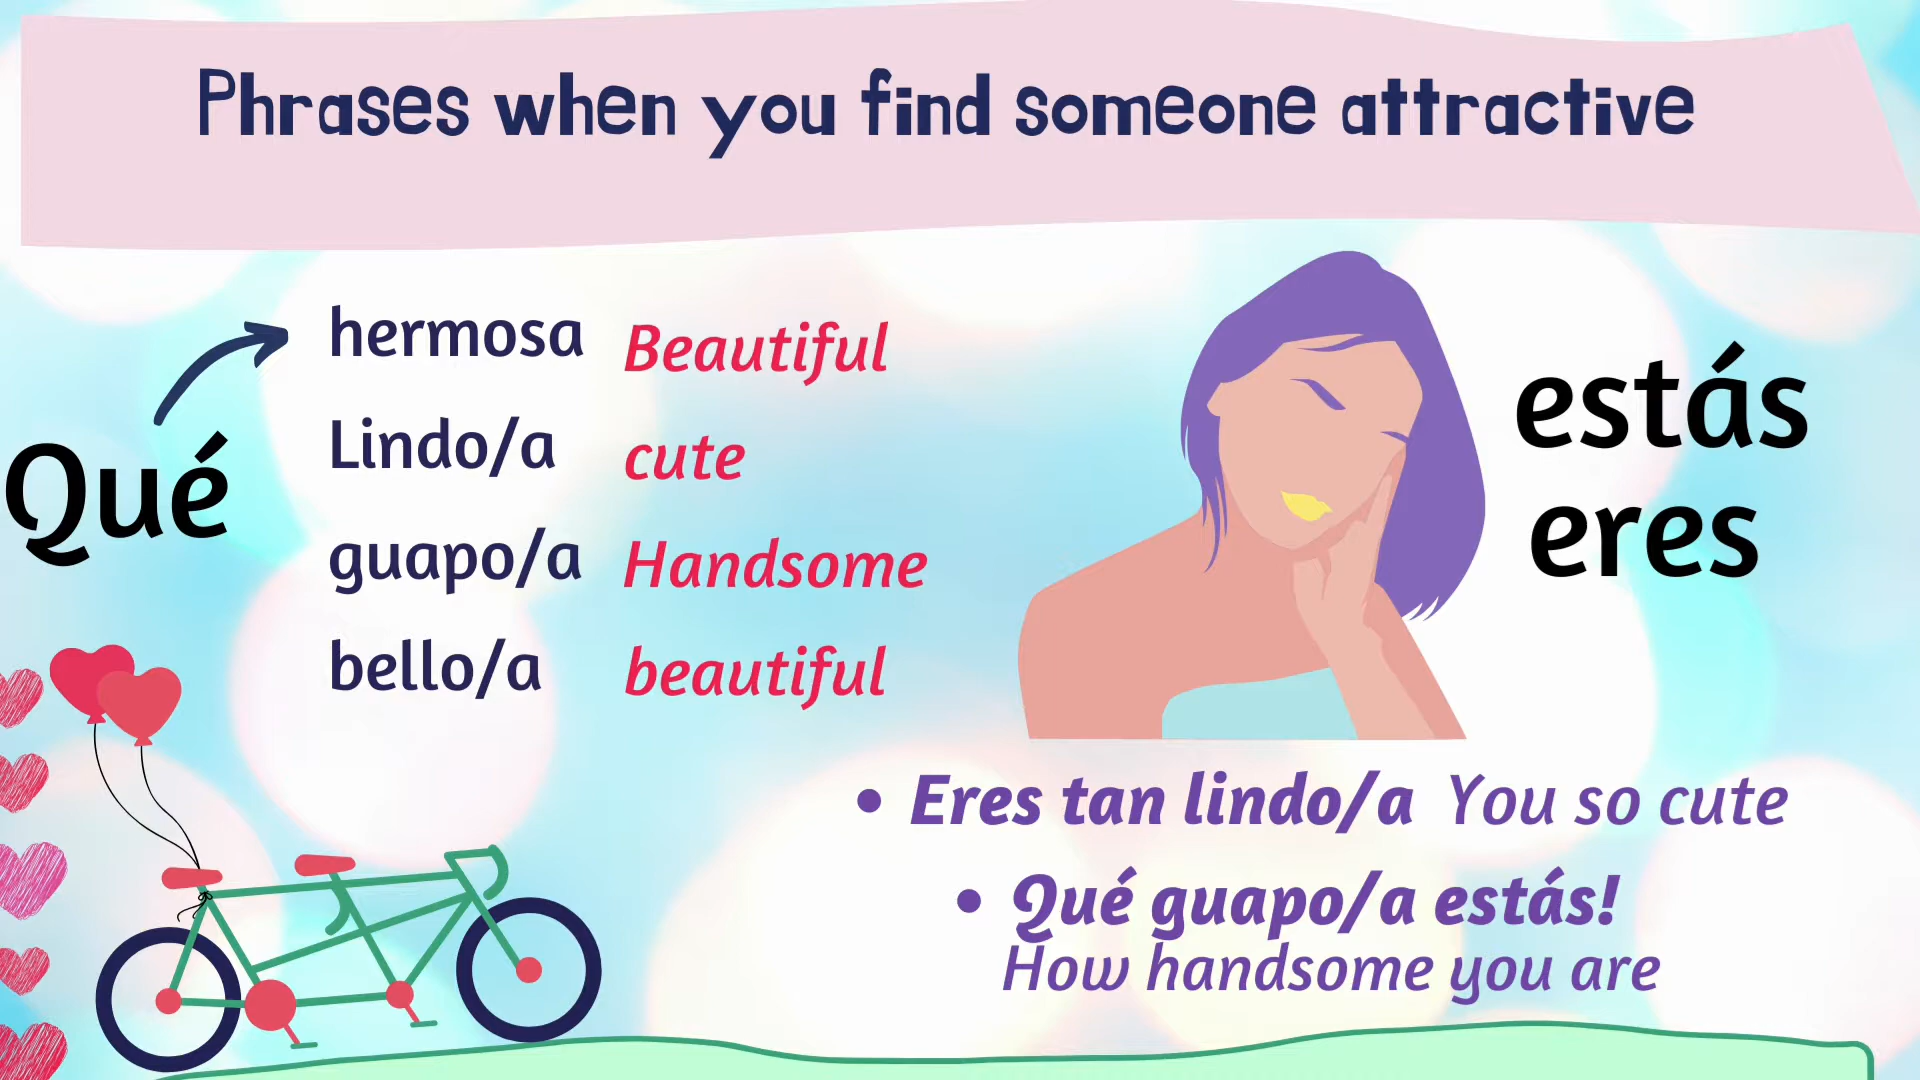 Phrases when you find someone attractive
Qué
hermosa Beautiful
Lindo/a cute
guapo/a Handsome
bello/a beautiful
estás
eres
• Eres tan lindo/a You so cute
• Qué guapo/a estás!
How handsome you are